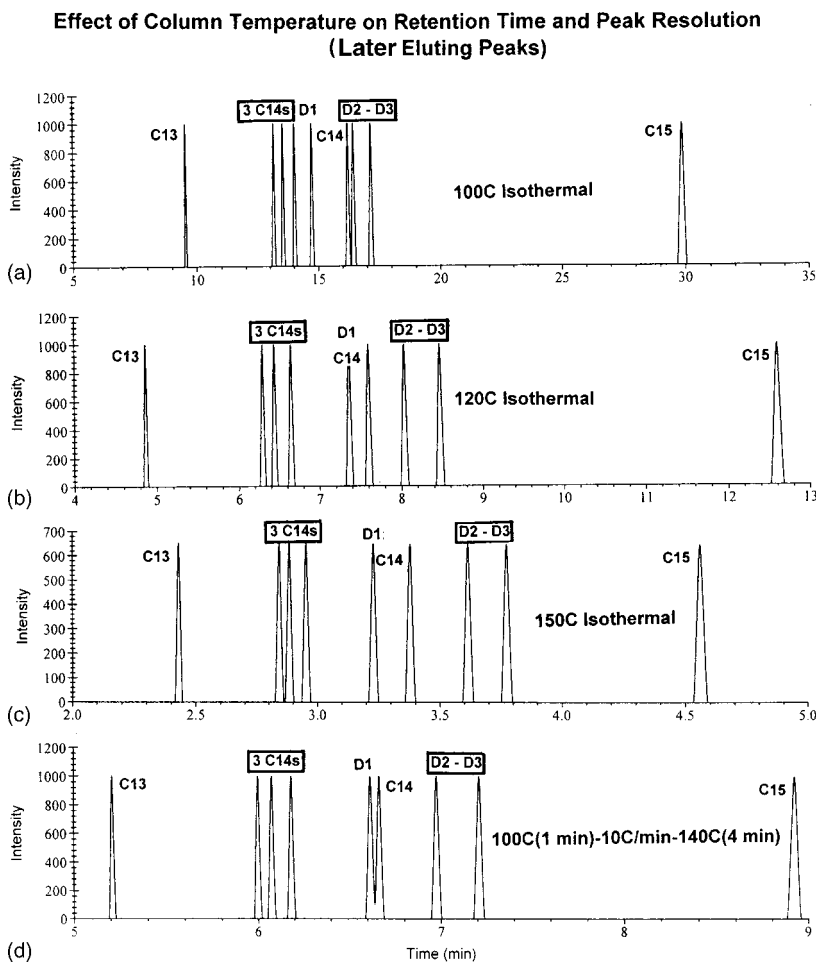 Effect of Column Temperature on Retention Time and Peak Resolution
(Later Eluting Peaks)
1200
1000
800
600
400
200
0
Intensity
C13
3 C14s
D1
C14
D2 - D3
C15
100C Isothermal
5
10
15
20
25
30
35
(a)
1200
1000
800
600
400
200
0
Intensity
C13
3 C14s
D1
C14
D2 - D3
C15
120C Isothermal
4
5
6
7
8
9
10
11
12
13
(b)
700
600
500
400
300
200
100
0
Intensity
C13
3 C14s
D1:
C14
D2 - D3
C15
150C Isothermal
2.0
2.5
3.0
3.5
4.0
4.5
5.0
(c)
1200
1000
800
600
400
200
0
Intensity
C13
3 C14s
D1
C14
D2 - D3
C15
100C(1 min)-10C/min-140C(4 min)
5
6
7
8
9
(d)
Time (min)